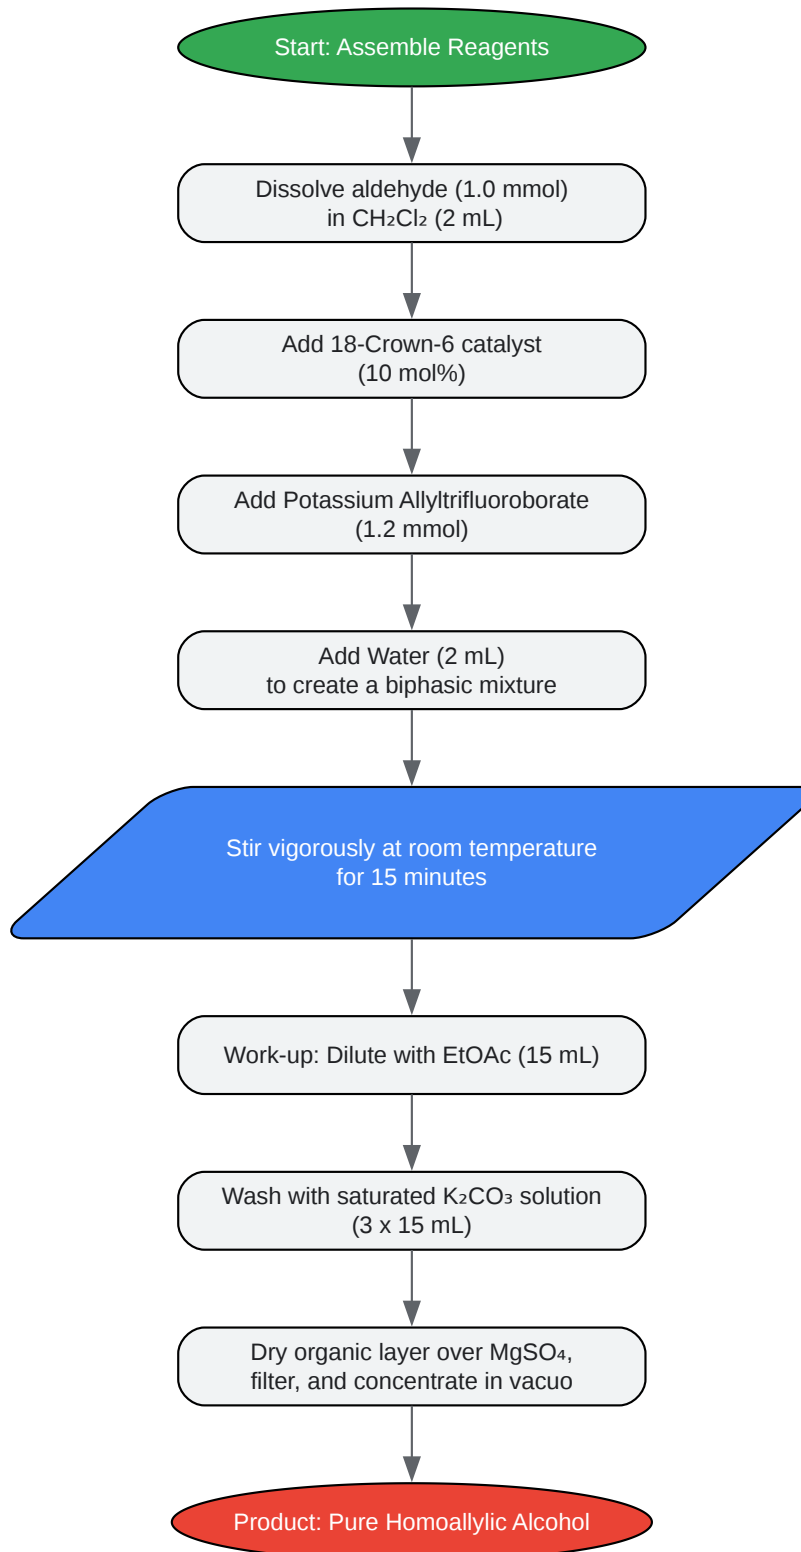 Start: Assemble Reagents
Dissolve aldehyde (1.0 mmol)
in CH₂Cl₂ (2 mL)
Add 18-Crown-6 catalyst
(10 mol%)
Add Potassium Allyltrifluoroborate
(1.2 mmol)
Add Water (2 mL)
to create a biphasic mixture
Stir vigorously at room temperature
for 15 minutes
Work-up: Dilute with EtOAc (15 mL)
Wash with saturated K₂CO₃ solution
(3 x 15 mL)
Dry organic layer over MgSO₄,
filter, and concentrate in vacuo
Product: Pure Homoallylic Alcohol